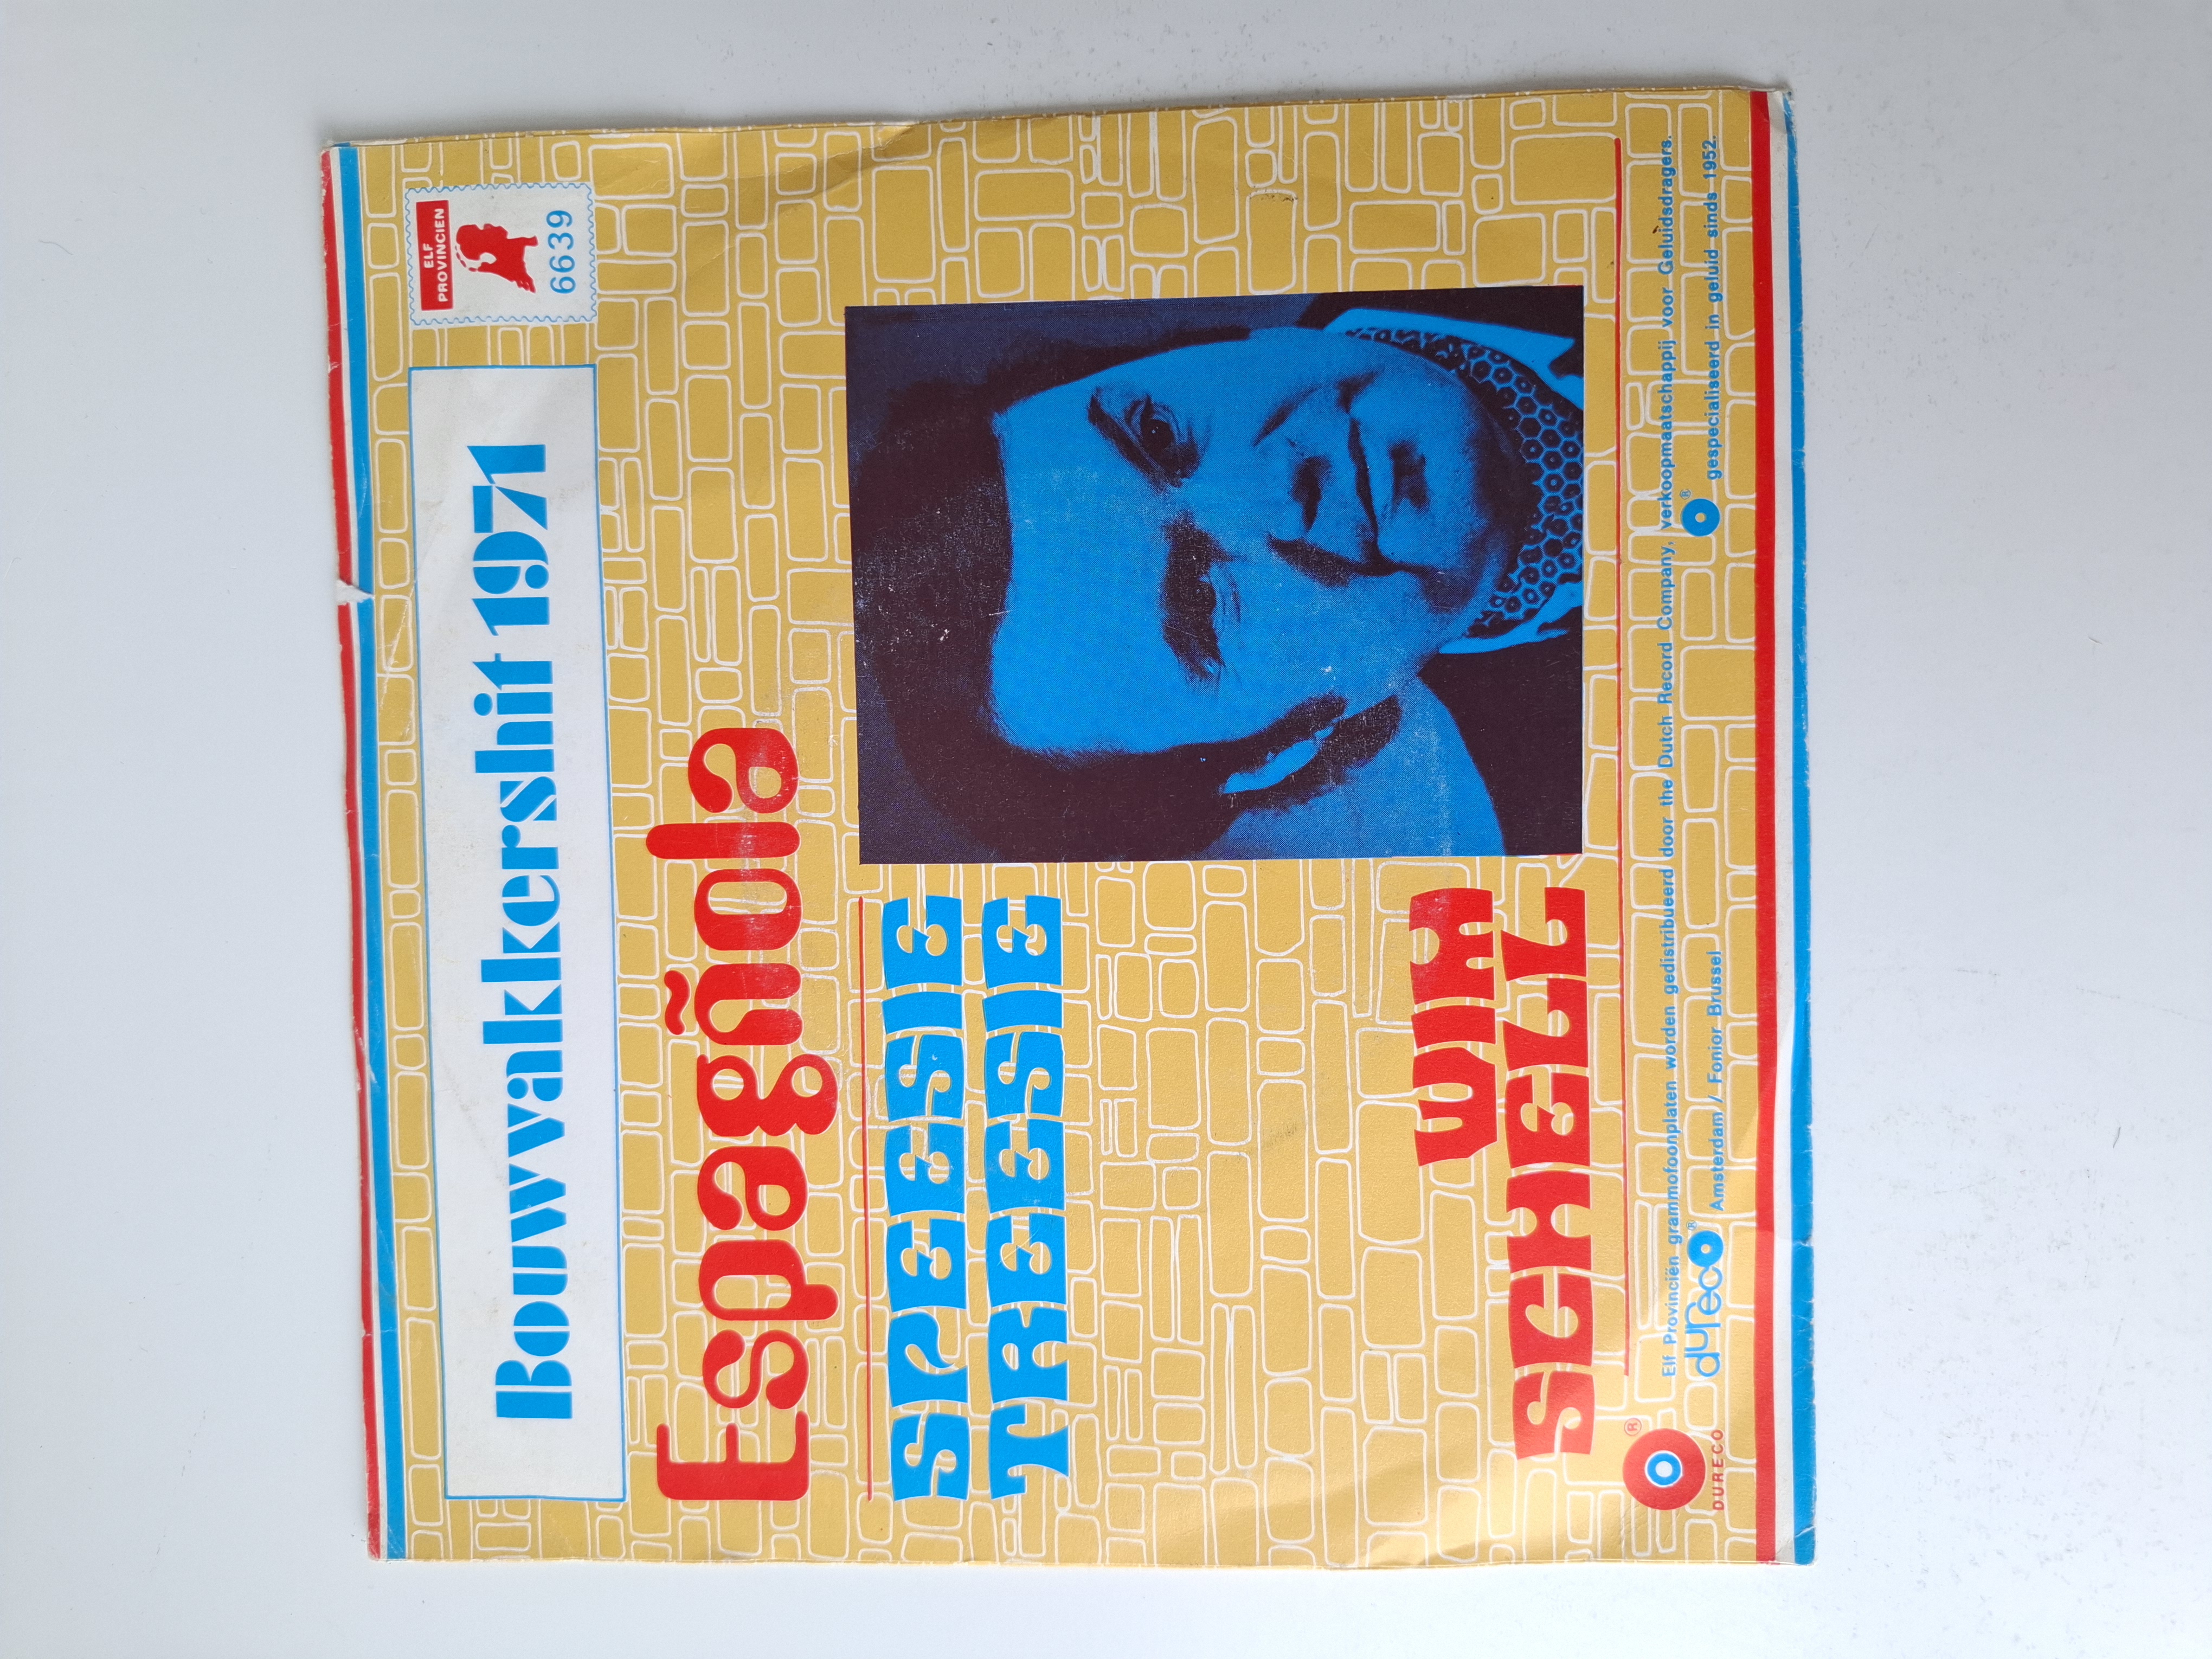 Bouwvakkershit 1971
ELF
PROVINCIEN
6639
Española
SPEESIE
TREESIE
WIM
SCHELL
Elf Provinciën grammofoonplaten worden gedistribueerd door the Dutch Record Company, verkoopmaatschappij voor Geluidsdragers.
dureco® Amsterdam / Fonior Brussel ® gespecialiseerd in geluid sinds 1952.
®
DURECO